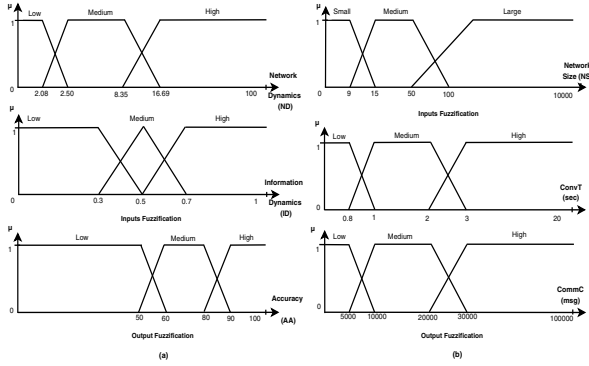 μ
Low Medium High
1
Network
Dynamics
(ND)
0 2.08 2.50 8.35 16.69 100
μ
Low Medium High
1
Information
Dynamics
(ID)
0 0.3 0.5 0.7 1
Inputs Fuzzification
μ
Low Medium High
1
Accuracy
(AA)
0 50 60 80 90 100
Output Fuzzification
(a)
μ
Small Medium Large
1
Network
Size (NS
0 9 15 50 100 10000
Inputs Fuzzification
μ
Low Medium High
1
ConvT
(sec)
0 0.8 1 2 3 20
μ
Low Medium High
1
CommC
(msg)
0 5000 10000 20000 30000 100000
Output Fuzzification
(b)